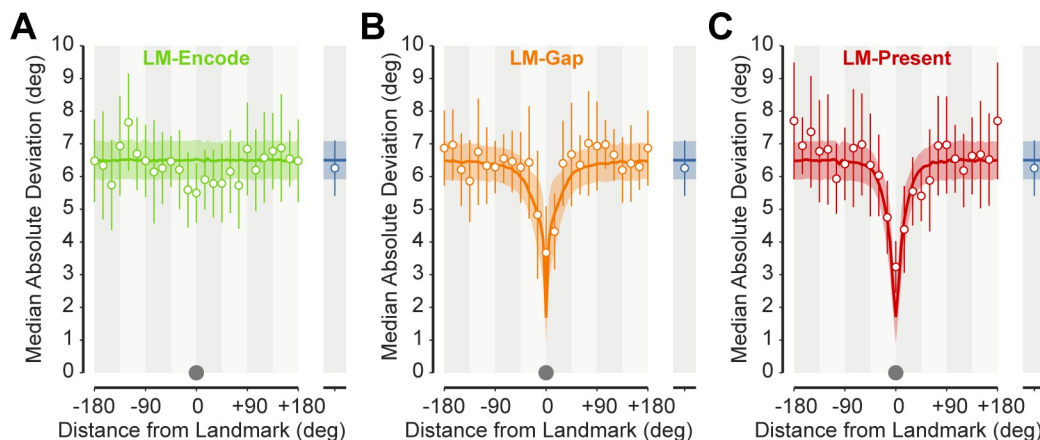 A
LM-Encode
Median Absolute Deviation (deg)
10
9
8
7
6
5
4
3
2
1
0
-180 -90 0 +90 +180
Distance from Landmark (deg)
B
LM-Gap
Median Absolute Deviation (deg)
10
9
8
7
6
5
4
3
2
1
0
-180 -90 0 +90 +180
Distance from Landmark (deg)
C
LM-Present
Median Absolute Deviation (deg)
10
9
8
7
6
5
4
3
2
1
0
-180 -90 0 +90 +180
Distance from Landmark (deg)